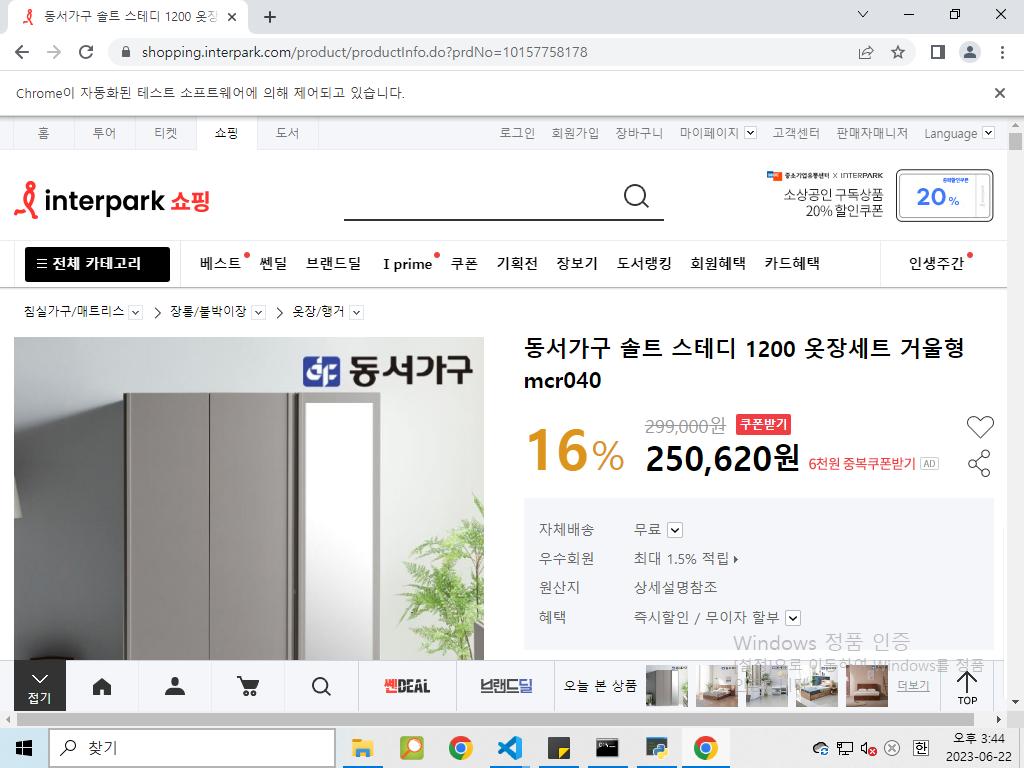 동서가구 솔트 스테디 1200 옷장
shopping.interpark.com/product/productInfo.do?prdNo=10157758178
Chrome이 자동화된 테스트 소프트웨어에 의해 제어되고 있습니다.
홈 투어 티켓 쇼핑 도서 로그인 회원가입 장바구니 마이페이지 고객센터 판매자매니저 Language
interpark 쇼핑
중소기업유통센터 X INTERPARK
소상공인 구독상품
20% 할인쿠폰
20%
전체 카테고리 베스트 쎈딜 브랜드딜 I prime 쿠폰 기획전 장보기 도서랭킹 회원혜택 카드혜택 인생주간
침실가구/매트리스 장롱/붙박이장 옷장/행거
동서가구
동서가구 솔트 스테디 1200 옷장세트 거울형
mcr040
16%
299,000원 쿠폰받기
250,620원 6천원 중복쿠폰받기 AD
자체배송 무료
우수회원 최대 1.5% 적립
원산지 상세설명참조
혜택 즉시할인 / 무이자 할부
Windows 정품 인증
[설정]으로 이동하여 Windows를 정품
접기 쎈DEAL 브랜드딜 오늘 본 상품 더보기 TOP
찾기
한
오후 3:44
2023-06-22